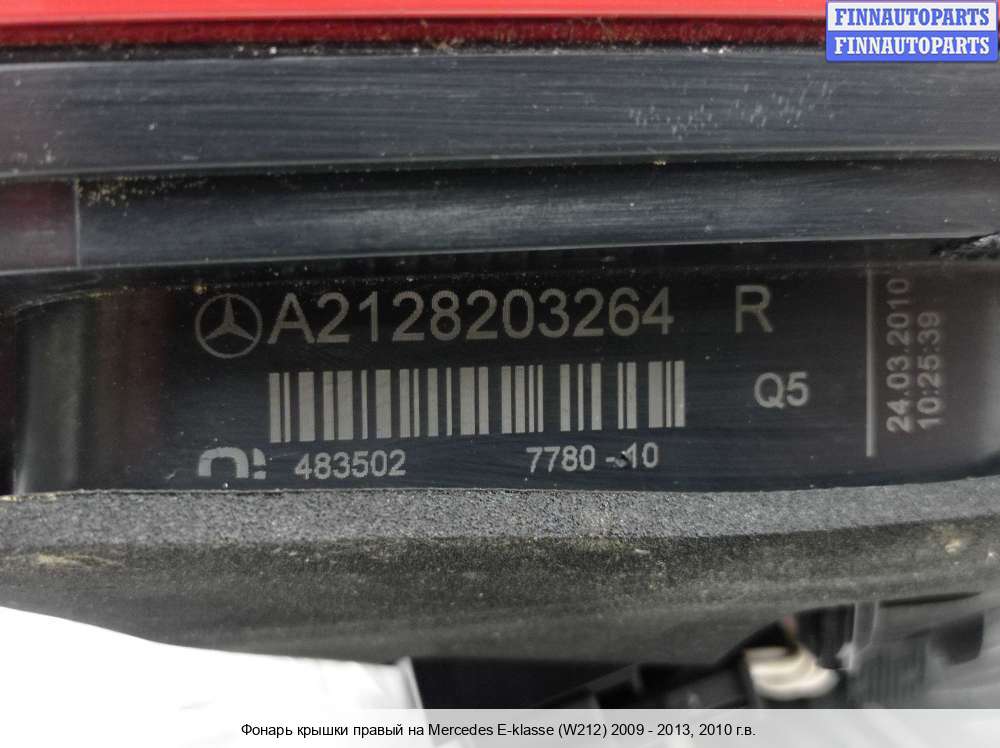 FINNAUTOPARTS
FINNAUTOPARTS
A2128203264 R
Q5
24.03.2010
10:25:39
483502 7780-10
Фонарь крышки правый на Mercedes E-klasse (W212) 2009 - 2013, 2010 г.в.